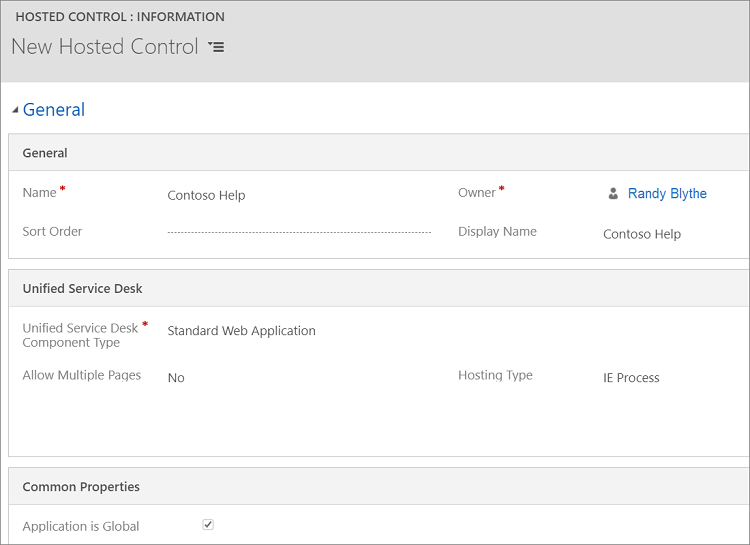 HOSTED CONTROL : INFORMATION
New Hosted Control
General
General
Name * Contoso Help Owner * Randy Blythe
Sort Order Display Name Contoso Help
Unified Service Desk
Unified Service Desk * Standard Web Application
Component Type
Allow Multiple Pages No Hosting Type IE Process
Common Properties
Application is Global